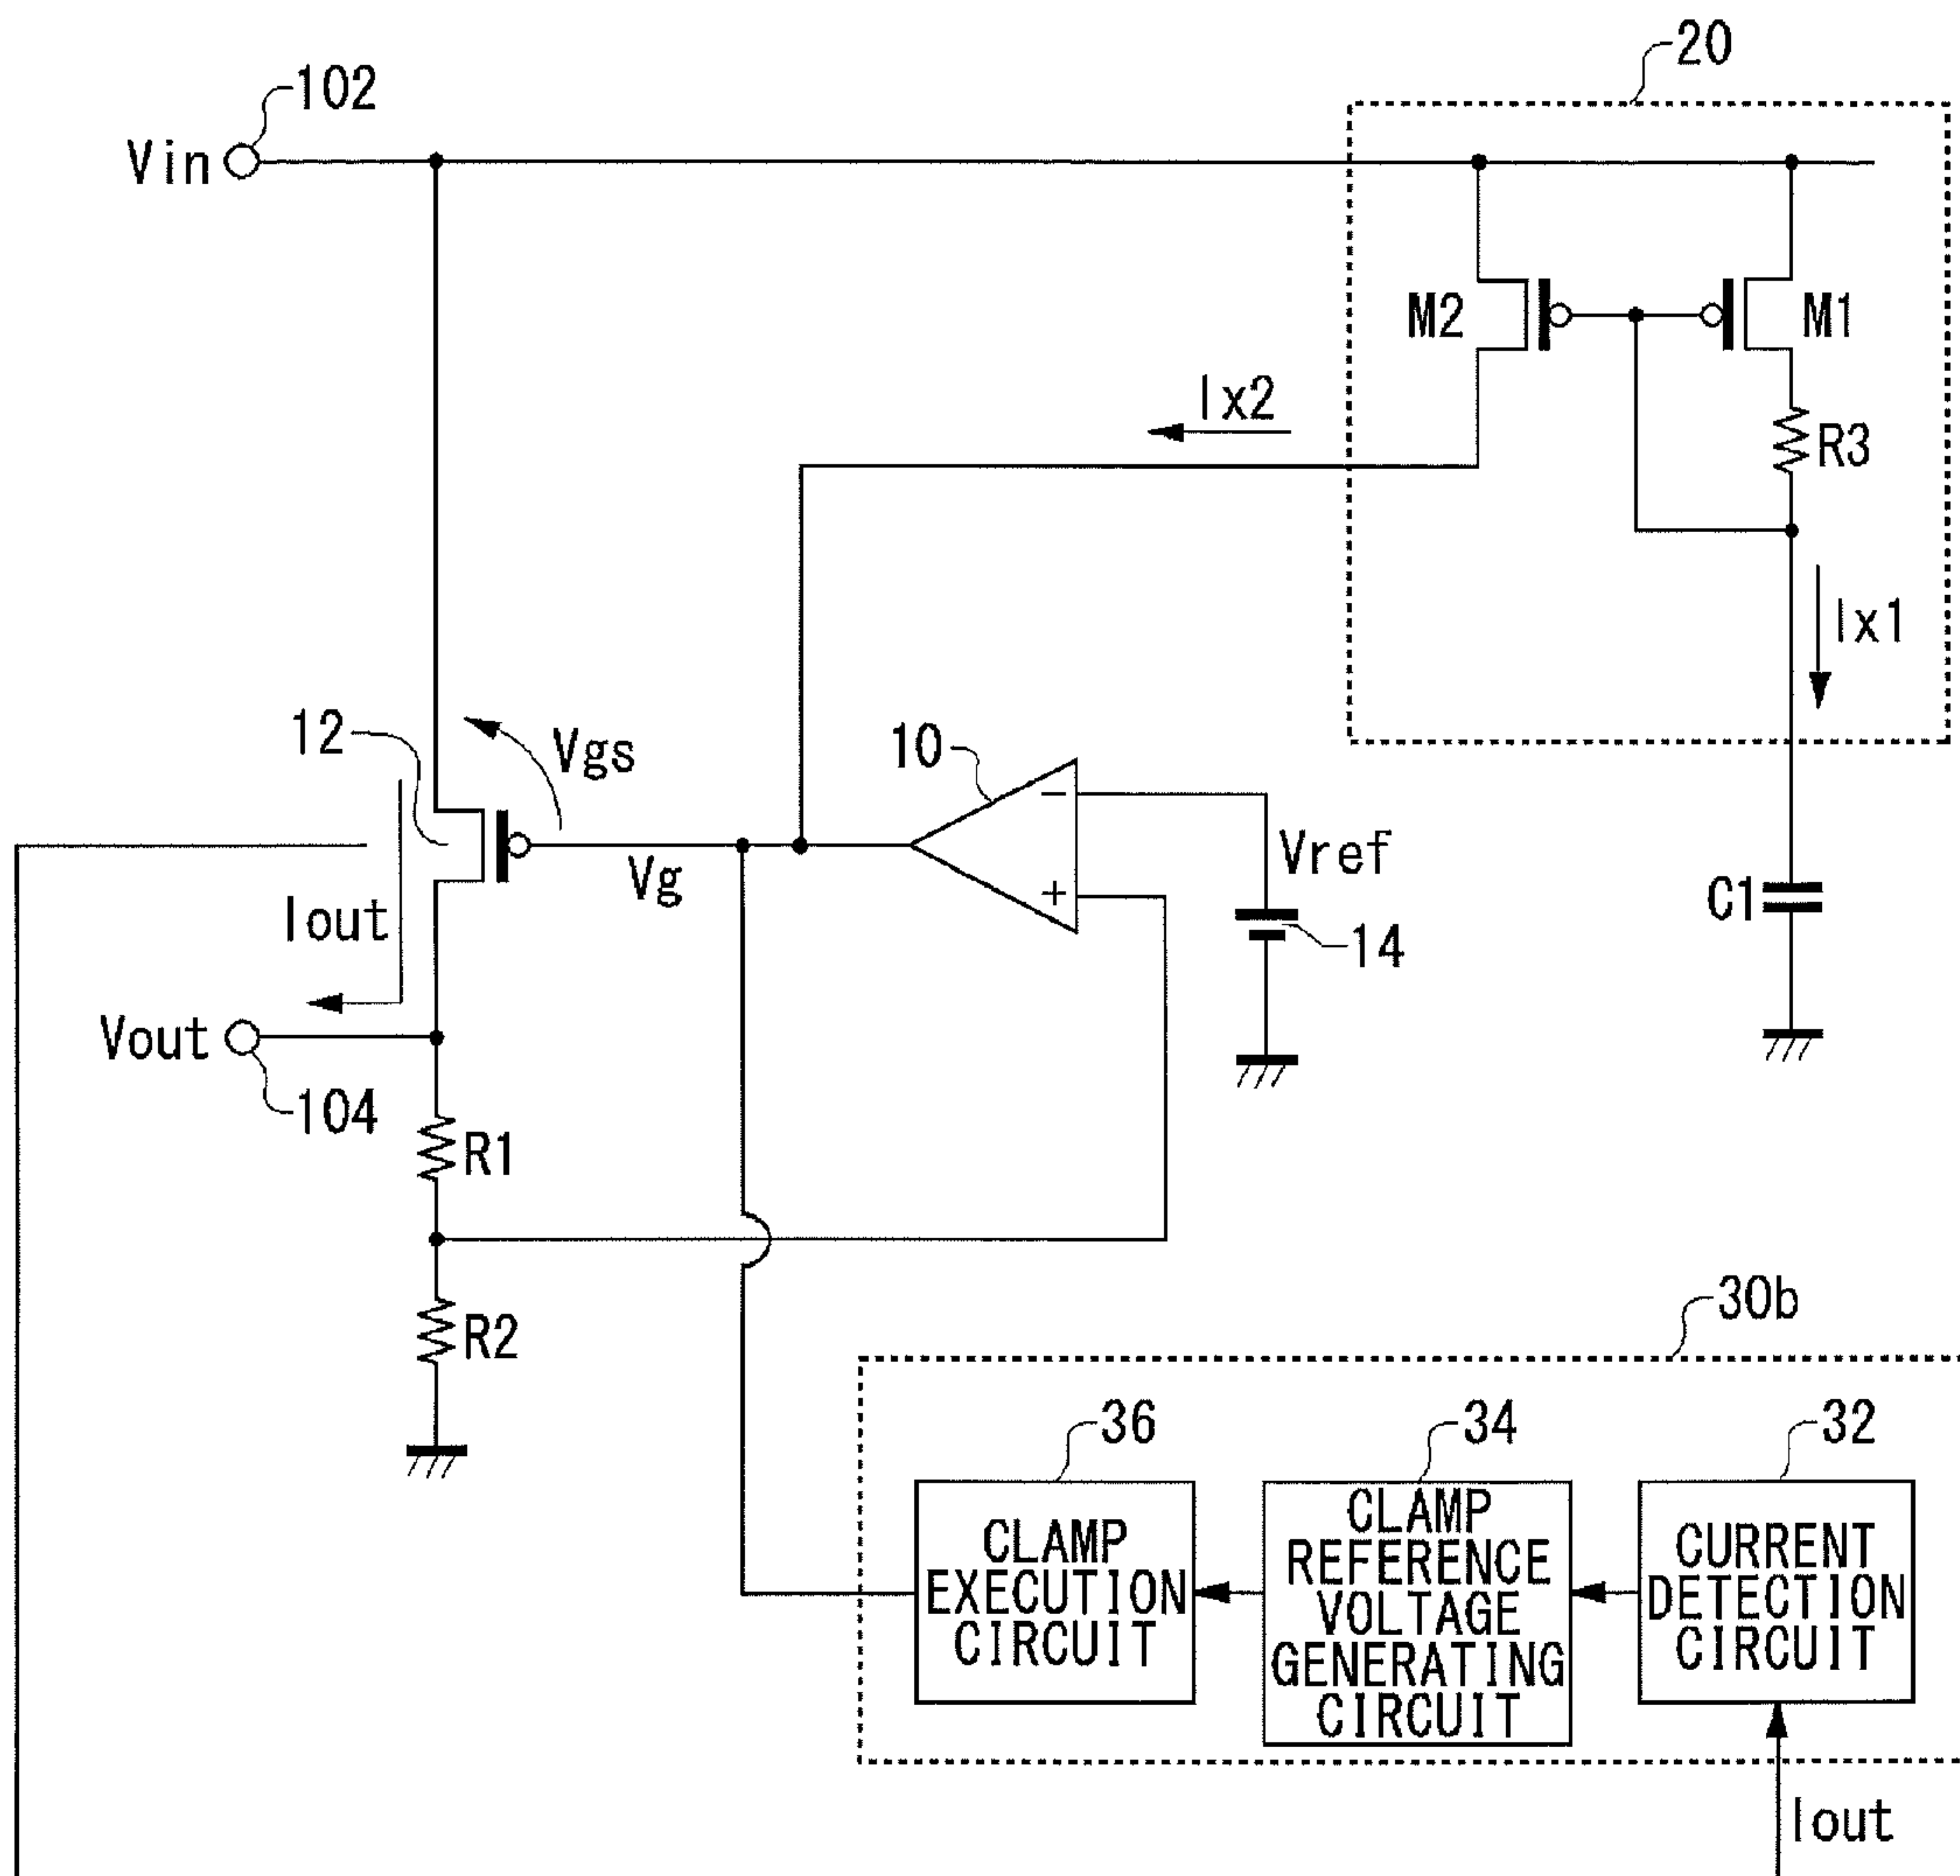 20
102
Vin
M2
M1
Ix2
R3
Ix1
12
Vgs
10
−
Vref
Vg
+
C1
Iout
14
Vout
104
R1
30b
R2
36
34
32
CLAMP
EXECUTION
CIRCUIT
CLAMP
REFERENCE
VOLTAGE
GENERATING
CIRCUIT
CURRENT
DETECTION
CIRCUIT
Iout